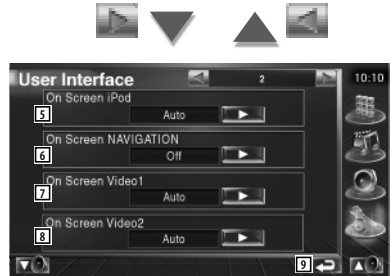 User Interface 2 10:10
On Screen iPod
5 Auto
On Screen NAVIGATION
6 Off
On Screen Video1
7 Auto
On Screen Video2
8 Auto
9